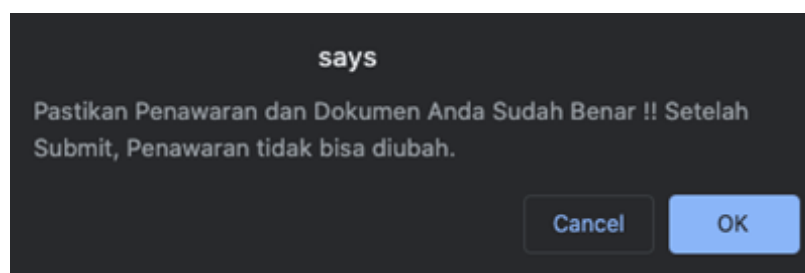 says
Pastikan Penawaran dan Dokumen Anda Sudah Benar !! Setelah
Submit, Penawaran tidak bisa diubah.
Cancel OK